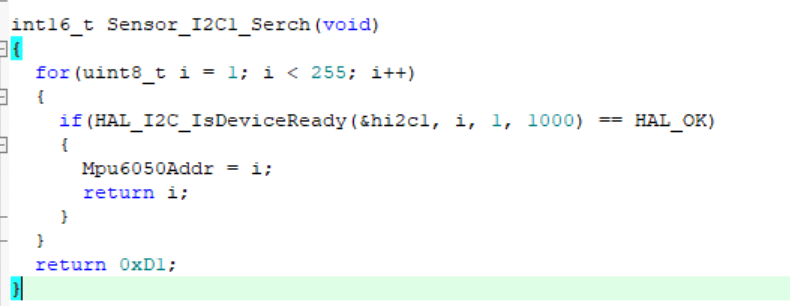 int16_t Sensor_I2C1_Serch(void)
{
for(uint8_t i = 1; i < 255; i++)
{
if(HAL_I2C_IsDeviceReady(&hi2c1, i, 1, 1000) == HAL_OK)
{
Mpu6050Addr = i;
return i;
}
}
return 0xD1;
}